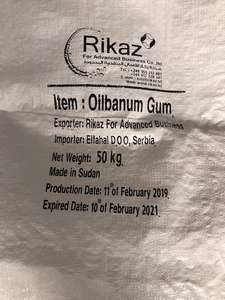 Rikaz
For Advanced Business Co. ltd
Item : Oilbanum Gum
Exporter: Rikaz For Advanced Business
Importer: Elfahal DOO, Serbia
Net Weight: 50 kg
Made in Sudan
Production Date: 11 of February 2019
Expired Date: 10 of February 2021